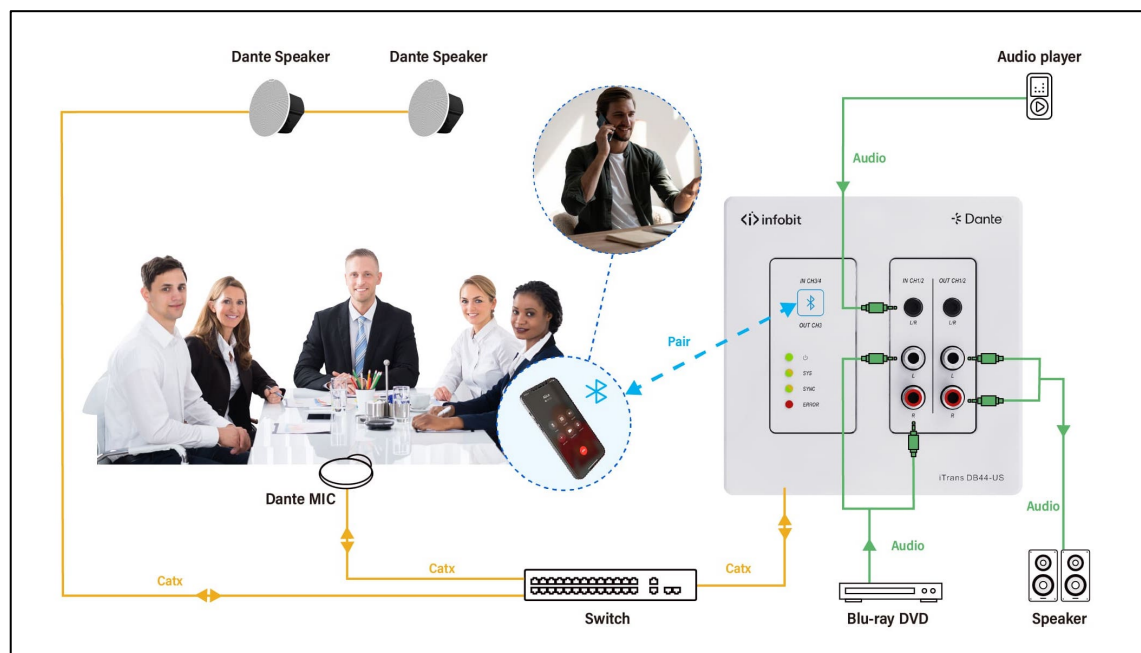 Dante Speaker
Dante Speaker
Audio player
Audio
infobit
Dante
IN CH3/4
OUT CH3
SYS
SYNC
ERROR
IN CH1/2
OUT CH1/2
L/R
L/R
L
L
R
R
iTrans DB44-US
Pair
Dante MIC
Catx
Catx
Catx
Switch
Audio
Blu-ray DVD
Audio
Speaker